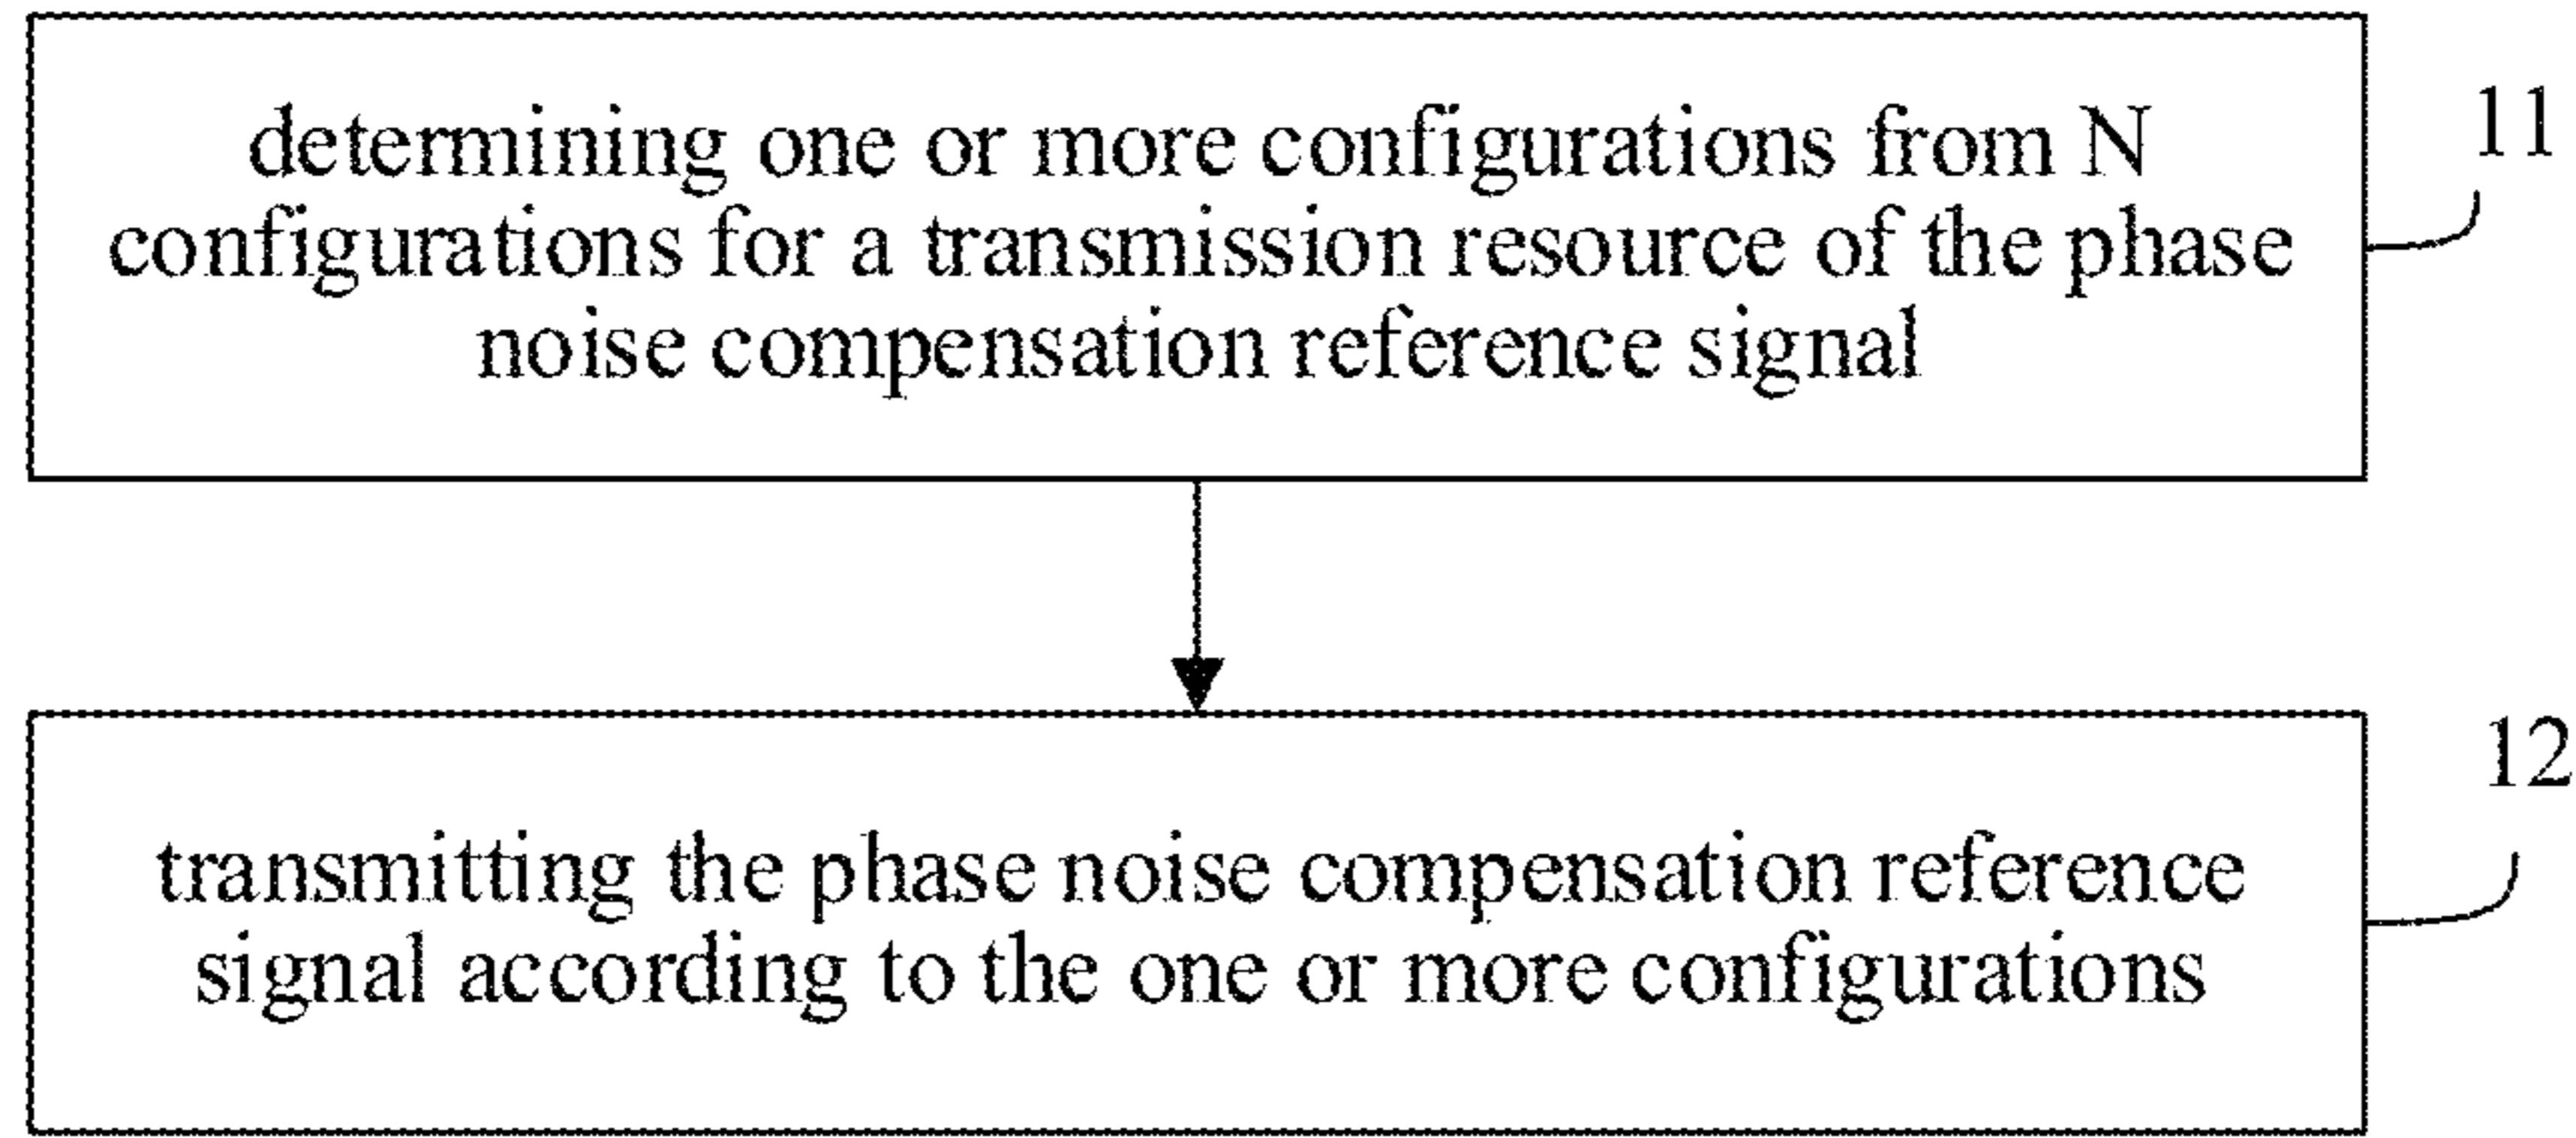 determining one or more configurations from N
configurations for a transmission resource of the phase
noise compensation reference signal
11
transmitting the phase noise compensation reference
signal according to the one or more configurations
12